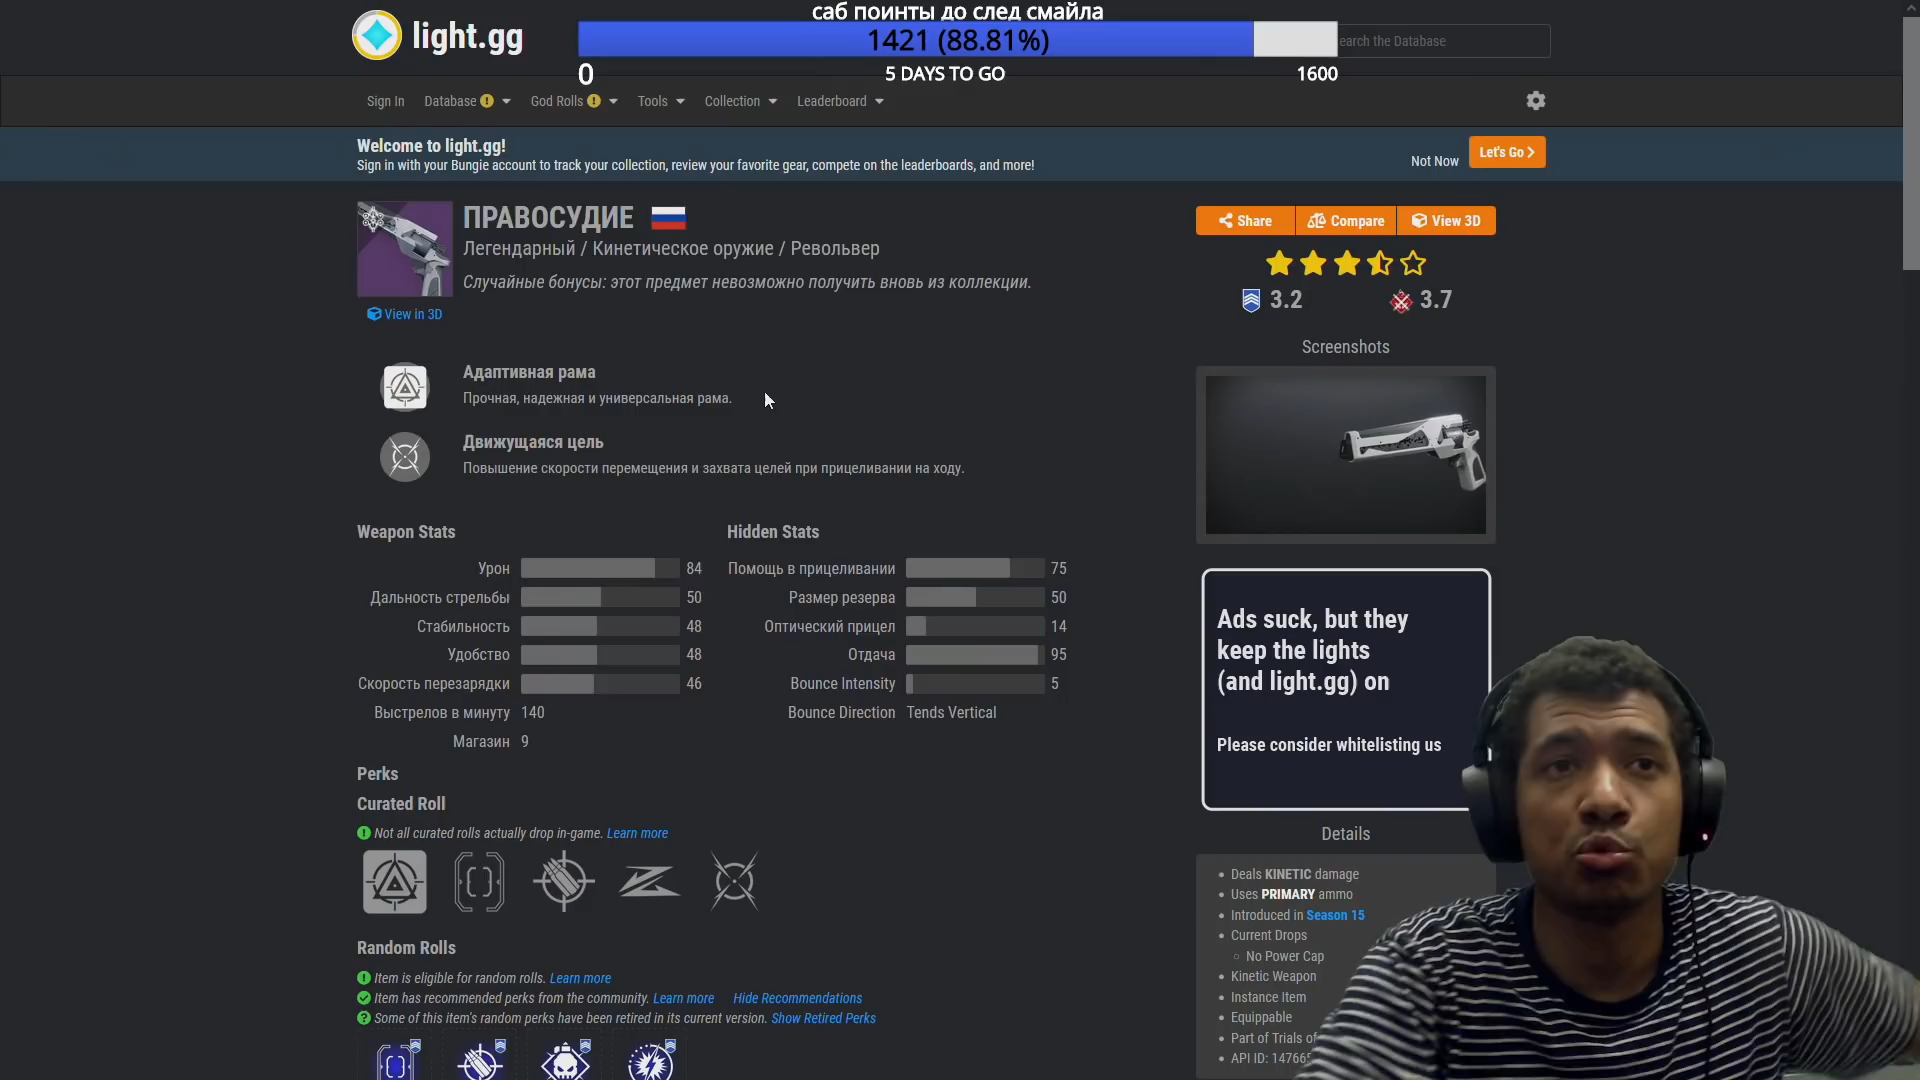 саб поинты до след смайла
light.gg
1421 (88.81%)
earch the Database
0
5 DAYS TO GO
1600
Sign In
Database
God Rolls
Tools
Collection
Leaderboard
Welcome to light.gg!
Sign in with your Bungie account to track your collection, review your favorite gear, compete on the leaderboards, and more!
Not Now
Let's Go
ПРАВОСУДИЕ
Легендарный / Кинетическое оружие / Револьвер
Случайные бонусы: этот предмет невозможно получить вновь из коллекции.
View in 3D
Share
Compare
View 3D
3.2
3.7
Screenshots
Адаптивная рама
Прочная, надежная и универсальная рама.
Движущаяся цель
Повышение скорости перемещения и захвата целей при прицеливании на ходу.
Weapon Stats
Урон 84
Дальность стрельбы 50
Стабильность 48
Удобство 48
Скорость перезарядки 46
Выстрелов в минуту 140
Магазин 9
Hidden Stats
Помощь в прицеливании 75
Размер резерва 50
Оптический прицел 14
Отдача 95
Bounce Intensity 5
Bounce Direction Tends Vertical
Ads suck, but they
keep the lights
(and light.gg) on
Please consider whitelisting us
Perks
Curated Roll
Not all curated rolls actually drop in-game. Learn more
Random Rolls
Item is eligible for random rolls. Learn more
Item has recommended perks from the community. Learn more Hide Recommendations
Some of this item's random perks have been retired in its current version. Show Retired Perks
Details
Deals KINETIC damage
Uses PRIMARY ammo
Introduced in Season 15
Current Drops
No Power Cap
Kinetic Weapon
Instance Item
Equippable
Part of Trials of
API ID: 14766